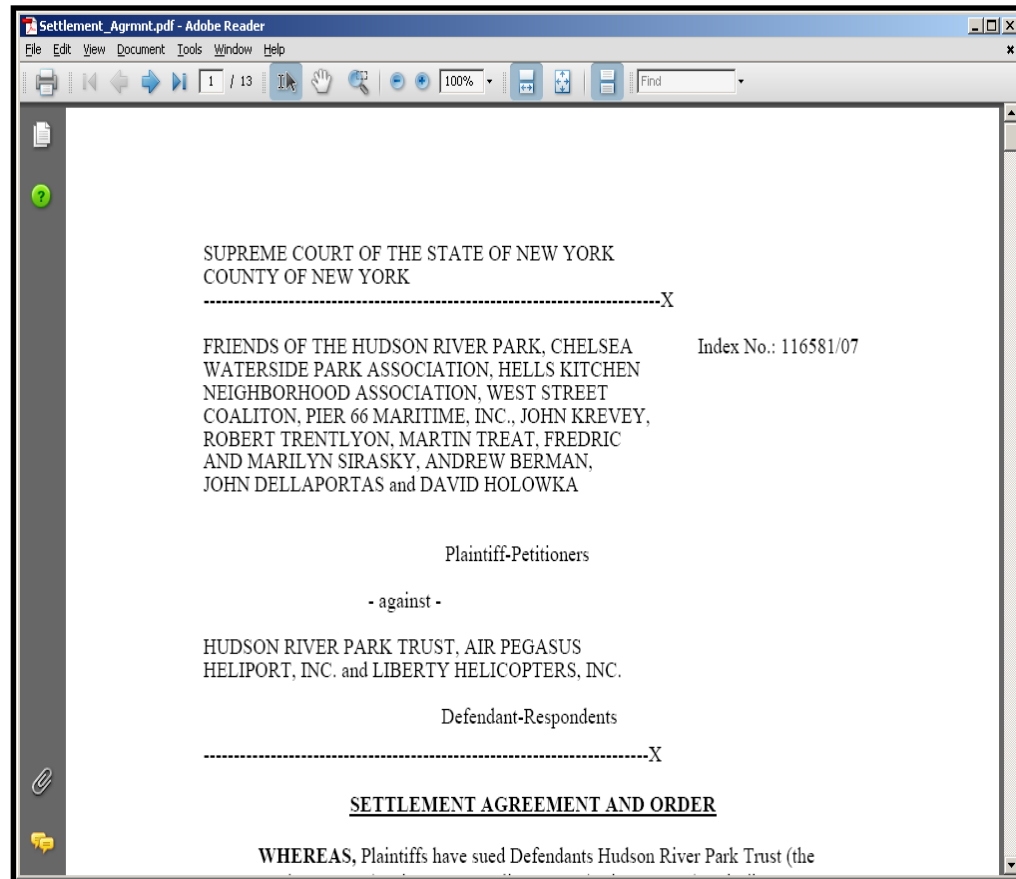 Settlement_Agrmnt.pdf - Adobe Reader
File Edit View Document Tools Window Help
1 / 13 100% Find
SUPREME COURT OF THE STATE OF NEW YORK
COUNTY OF NEW YORK
----------------------------------------------------------------------------X
FRIENDS OF THE HUDSON RIVER PARK, CHELSEA Index No.: 116581/07
WATERSIDE PARK ASSOCIATION, HELLS KITCHEN
NEIGHBORHOOD ASSOCIATION, WEST STREET
COALITON, PIER 66 MARITIME, INC., JOHN KREVEY,
ROBERT TRENTLYON, MARTIN TREAT, FREDRIC
AND MARILYN SIRASKY, ANDREW BERMAN,
JOHN DELLAPORTAS and DAVID HOLOWKA
Plaintiff-Petitioners
- against -
HUDSON RIVER PARK TRUST, AIR PEGASUS
HELIPORT, INC. and LIBERTY HELICOPTERS, INC.
Defendant-Respondents
--------------------------------------------------------------------------X
SETTLEMENT AGREEMENT AND ORDER
WHEREAS, Plaintiffs have sued Defendants Hudson River Park Trust (the